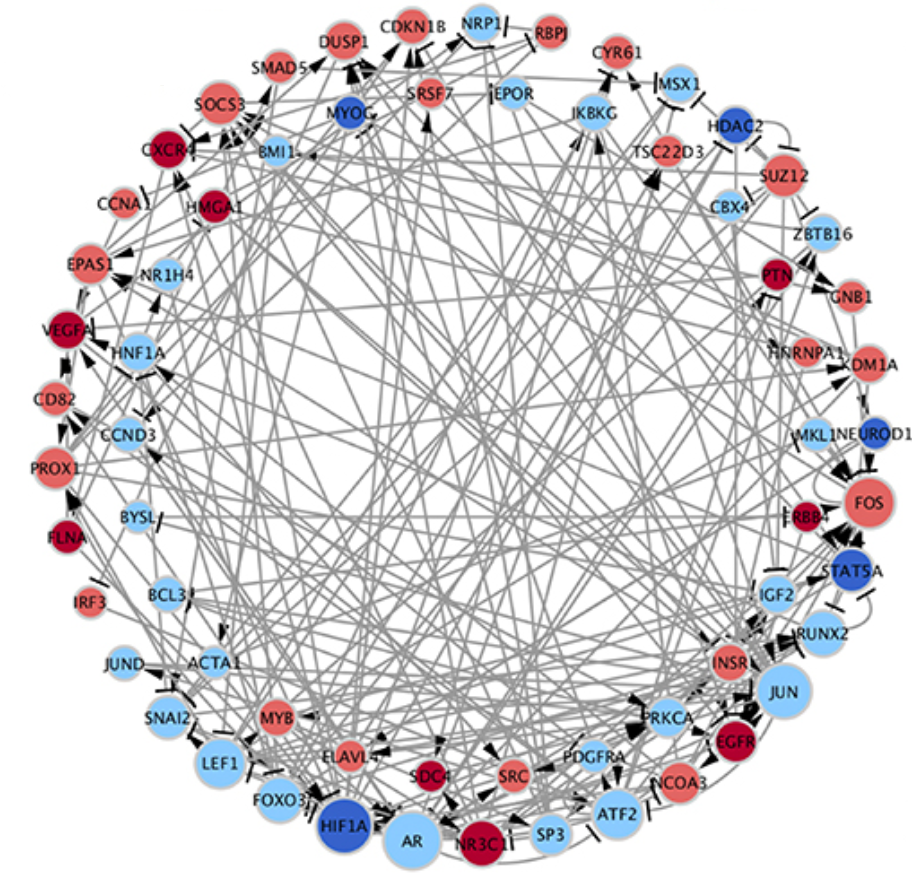 CDKN1B
NRP1
RBPJ
DUSP1
CYR61
SMAD5
MSX1
SRSF7
EPOR
SOCS3
MYOG
IKBKG
HDAC2
CXCR4
BMI1
TSC22D3
SUZ12
CCNA
HMGA1
CBX4
ZBTB16
EPAS1
NR1H4
PTN
GNB1
VEGFA
HNF1A
HNRNPA1
KDM1A
CD82
CCND3
MKL1
NEUROD1
PROX1
FOS
BYSL
ERBB4
FLNA
STAT5A
IRF3
BCL3
IGF2
RUNX2
JUND
ACTA1
INSR
JUN
SNAI2
MYB
PRKCA
EGFR
LEF1
ELAVL4
SDC4
SRC
PDGFRA
NCOA3
FOXO3
HIF1A
AR
NR3C1
SP3
ATF2